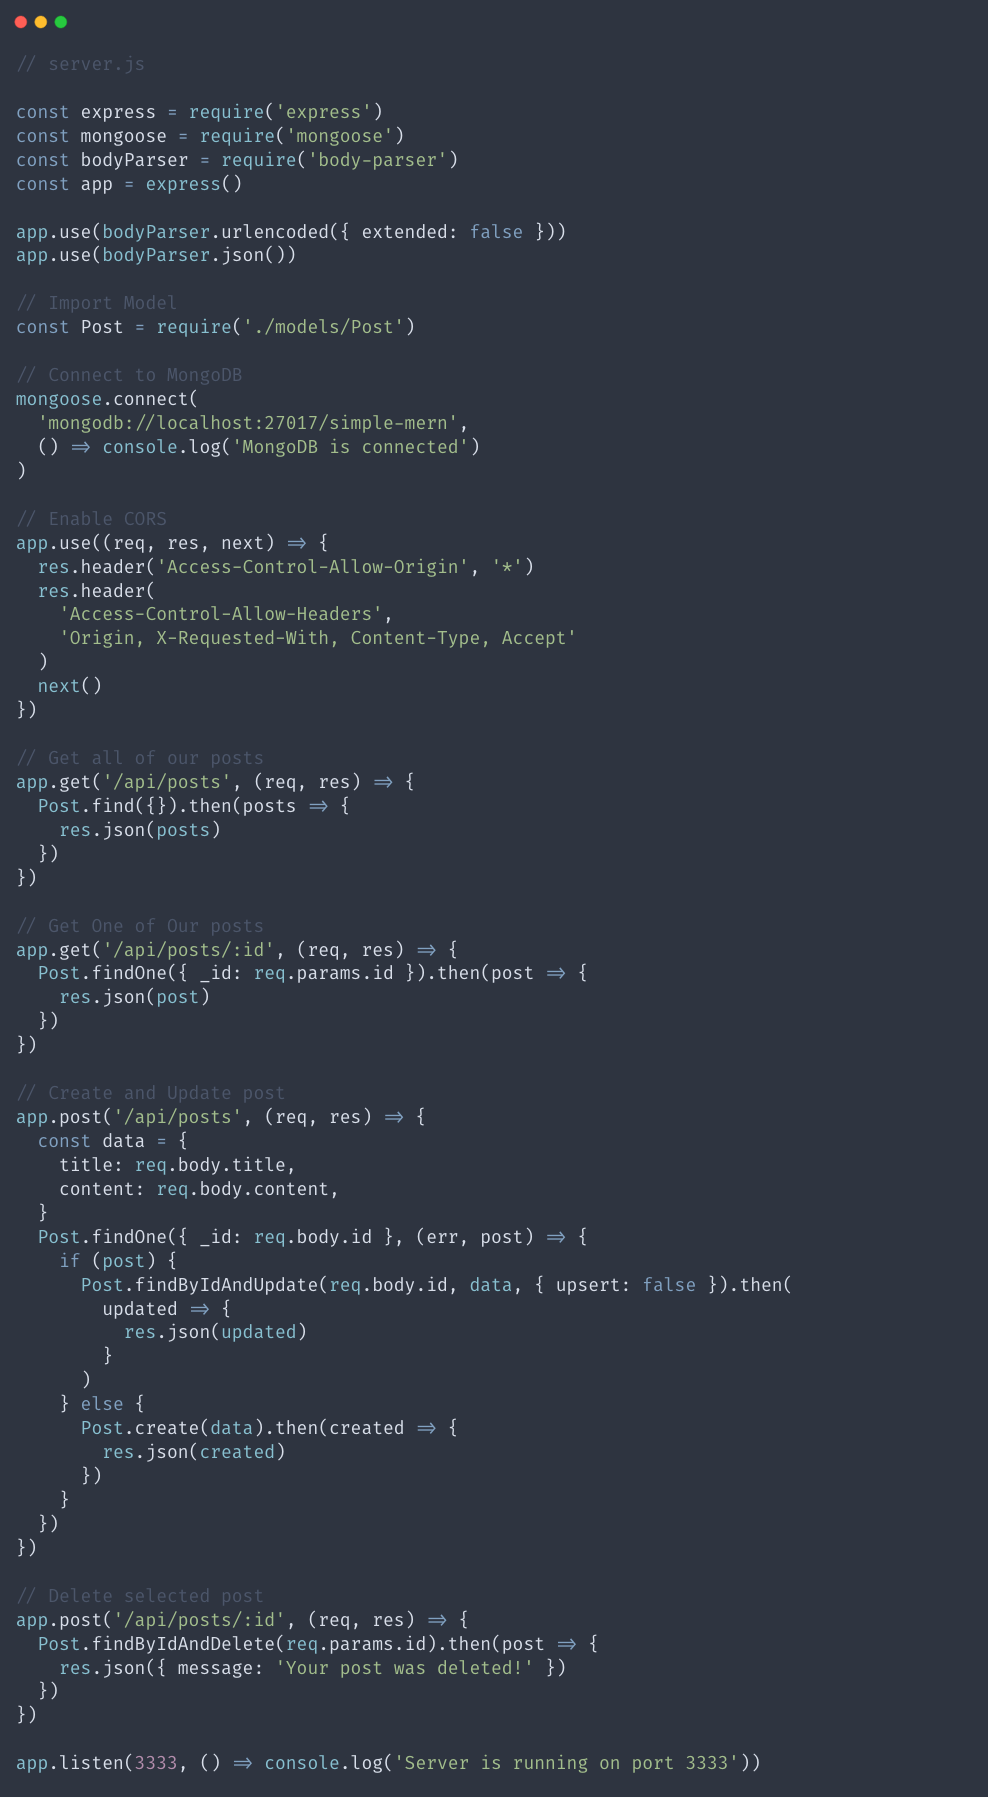 // server.js

const express = require('express')
const mongoose = require('mongoose')
const bodyParser = require('body-parser')
const app = express()

app.use(bodyParser.urlencoded({ extended: false }))
app.use(bodyParser.json())

// Import Model
const Post = require('./models/Post')

// Connect to MongoDB
mongoose.connect(
  'mongodb://localhost:27017/simple-mern',
  () => console.log('MongoDB is connected')
)

// Enable CORS
app.use((req, res, next) => {
  res.header('Access-Control-Allow-Origin', '*')
  res.header(
    'Access-Control-Allow-Headers',
    'Origin, X-Requested-With, Content-Type, Accept'
  )
  next()
})

// Get all of our posts
app.get('/api/posts', (req, res) => {
  Post.find({}).then(posts => {
    res.json(posts)
  })
})

// Get One of Our posts
app.get('/api/posts/:id', (req, res) => {
  Post.findOne({ _id: req.params.id }).then(post => {
    res.json(post)
  })
})

// Create and Update post
app.post('/api/posts', (req, res) => {
  const data = {
    title: req.body.title,
    content: req.body.content,
  }
  Post.findOne({ _id: req.body.id }, (err, post) => {
    if (post) {
      Post.findByIdAndUpdate(req.body.id, data, { upsert: false }).then(
        updated => {
          res.json(updated)
        }
      )
    } else {
      Post.create(data).then(created => {
        res.json(created)
      })
    }
  })
})

// Delete selected post
app.post('/api/posts/:id', (req, res) => {
  Post.findByIdAndDelete(req.params.id).then(post => {
    res.json({ message: 'Your post was deleted!' })
  })
})

app.listen(3333, () => console.log('Server is running on port 3333'))